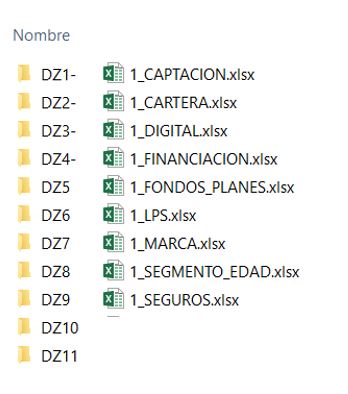 Nombre
DZ1- 1_CAPTACION.xlsx
DZ2- 1_CARTERA.xlsx
DZ3- 1_DIGITAL.xlsx
DZ4- 1_FINANCIACION.xlsx
DZ5 1_FONDOS_PLANES.xlsx
DZ6 1_LPS.xlsx
DZ7 1_MARCA.xlsx
DZ8 1_SEGMENTO_EDAD.xlsx
DZ9 1_SEGUROS.xlsx
DZ10
DZ11